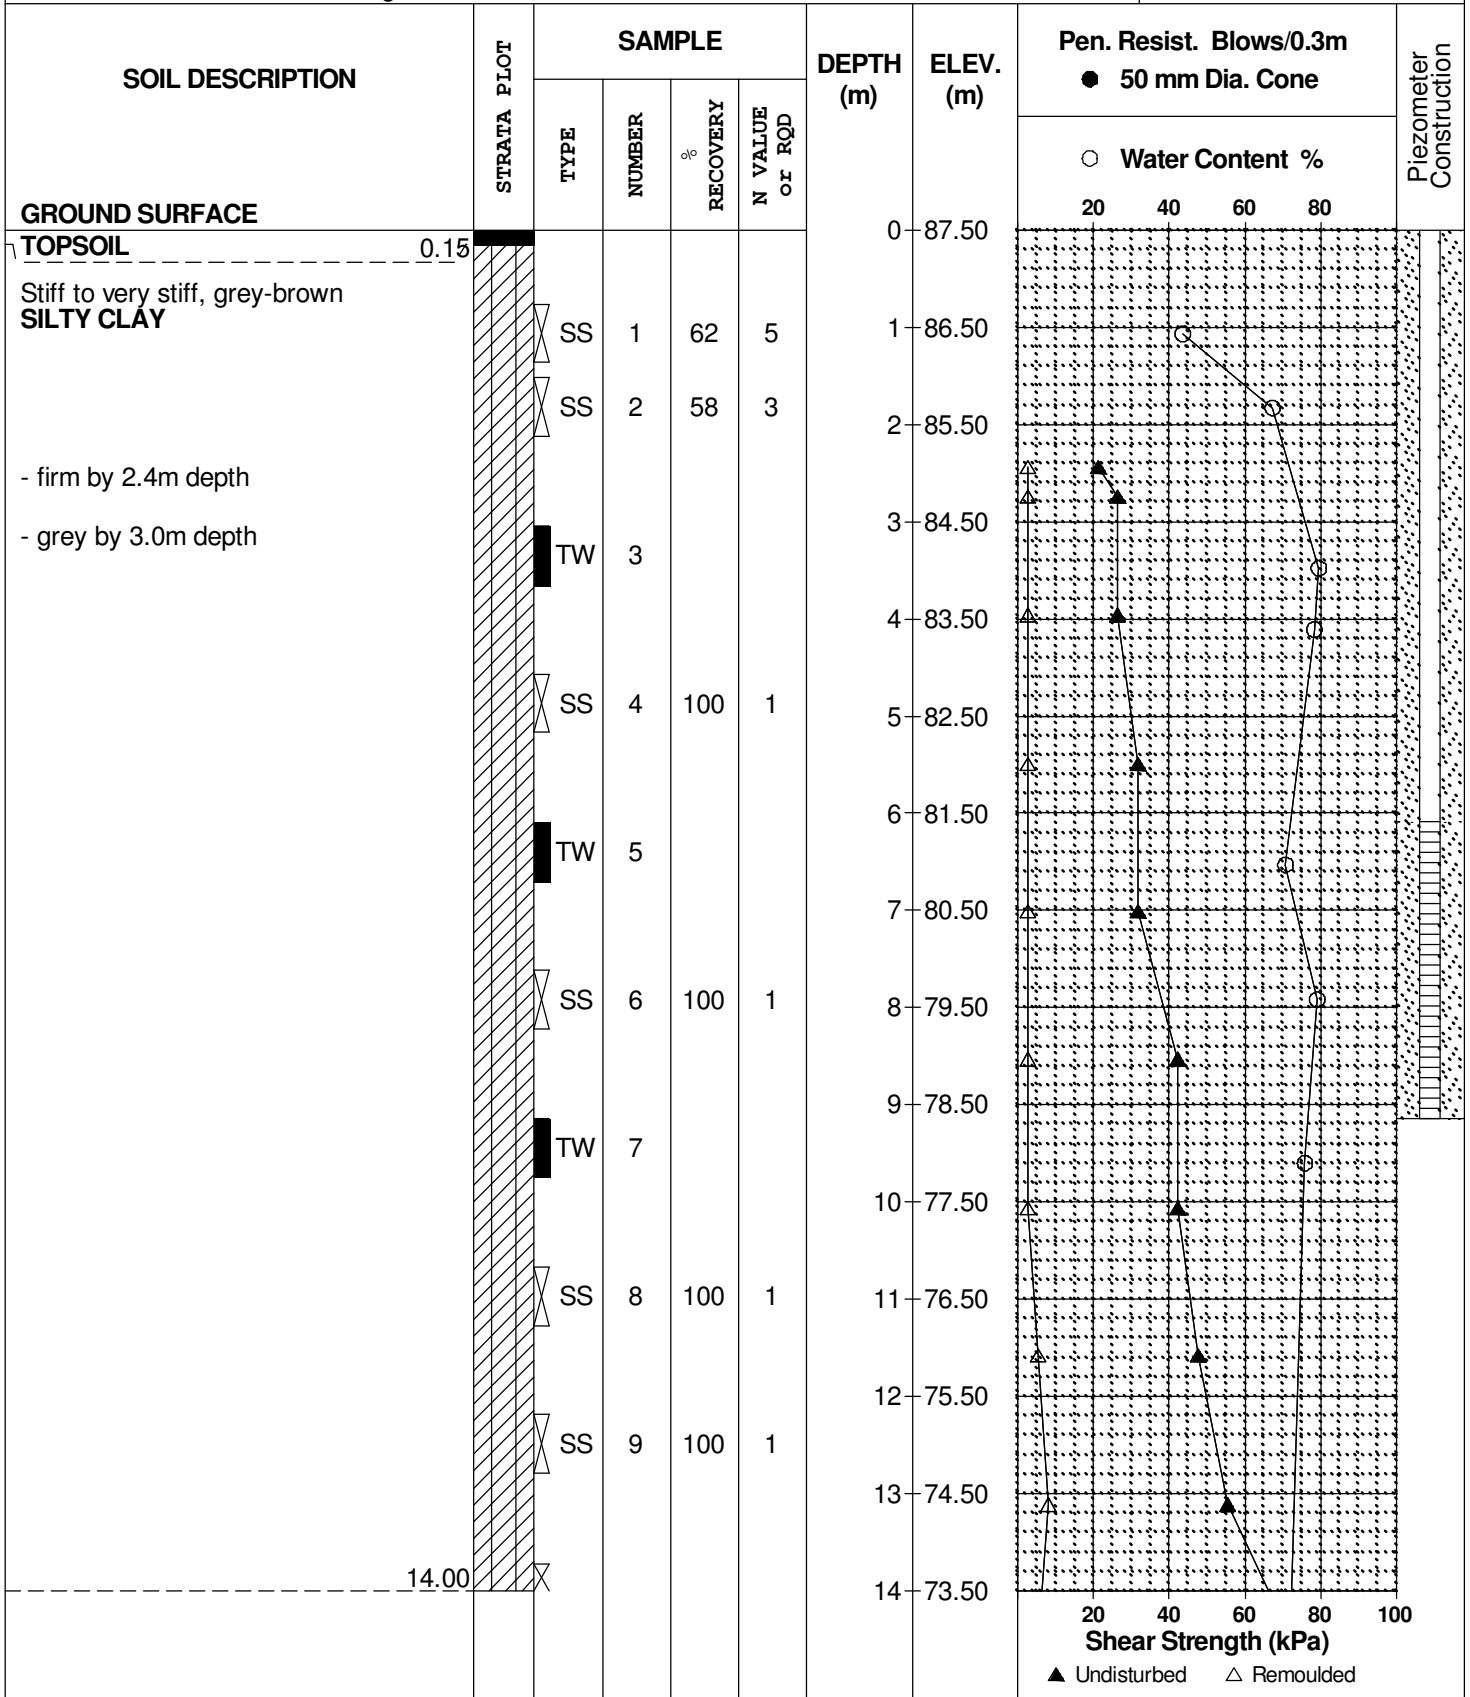 SOIL DESCRIPTION
GROUND SURFACE
STRATA PLOT
SAMPLE
TYPE
NUMBER
% RECOVERY
N VALUE or RQD
DEPTH (m)
ELEV. (m)
Pen. Resist. Blows/0.3m
● 50 mm Dia. Cone
○ Water Content %
20 40 60 80
Piezometer Construction
TOPSOIL 0.15
Stiff to very stiff, grey-brown
SILTY CLAY
- firm by 2.4m depth
- grey by 3.0m depth
14.00
SS 1 62 5
SS 2 58 3
TW 3
SS 4 100 1
TW 5
SS 6 100 1
TW 7
SS 8 100 1
SS 9 100 1
0 87.50
1 86.50
2 85.50
3 84.50
4 83.50
5 82.50
6 81.50
7 80.50
8 79.50
9 78.50
10 77.50
11 76.50
12 75.50
13 74.50
14 73.50
20 40 60 80 100
Shear Strength (kPa)
▲ Undisturbed △ Remoulded